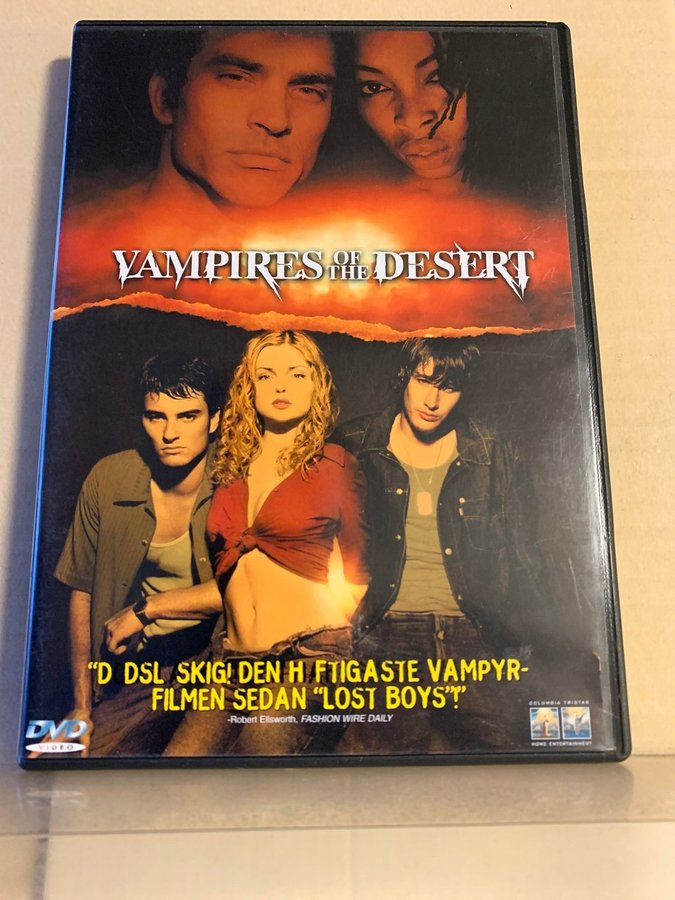 VAMPIRES OF THE DESERT
"D DSL SKIG! DEN H FTIGASTE VAMPYR-
FILMEN SEDAN "LOST BOYS"!"
-Robert Ellsworth, FASHION WIRE DAILY
DVD
VIDEO
COLUMBIA TRISTAR
HOME ENTERTAINMENT